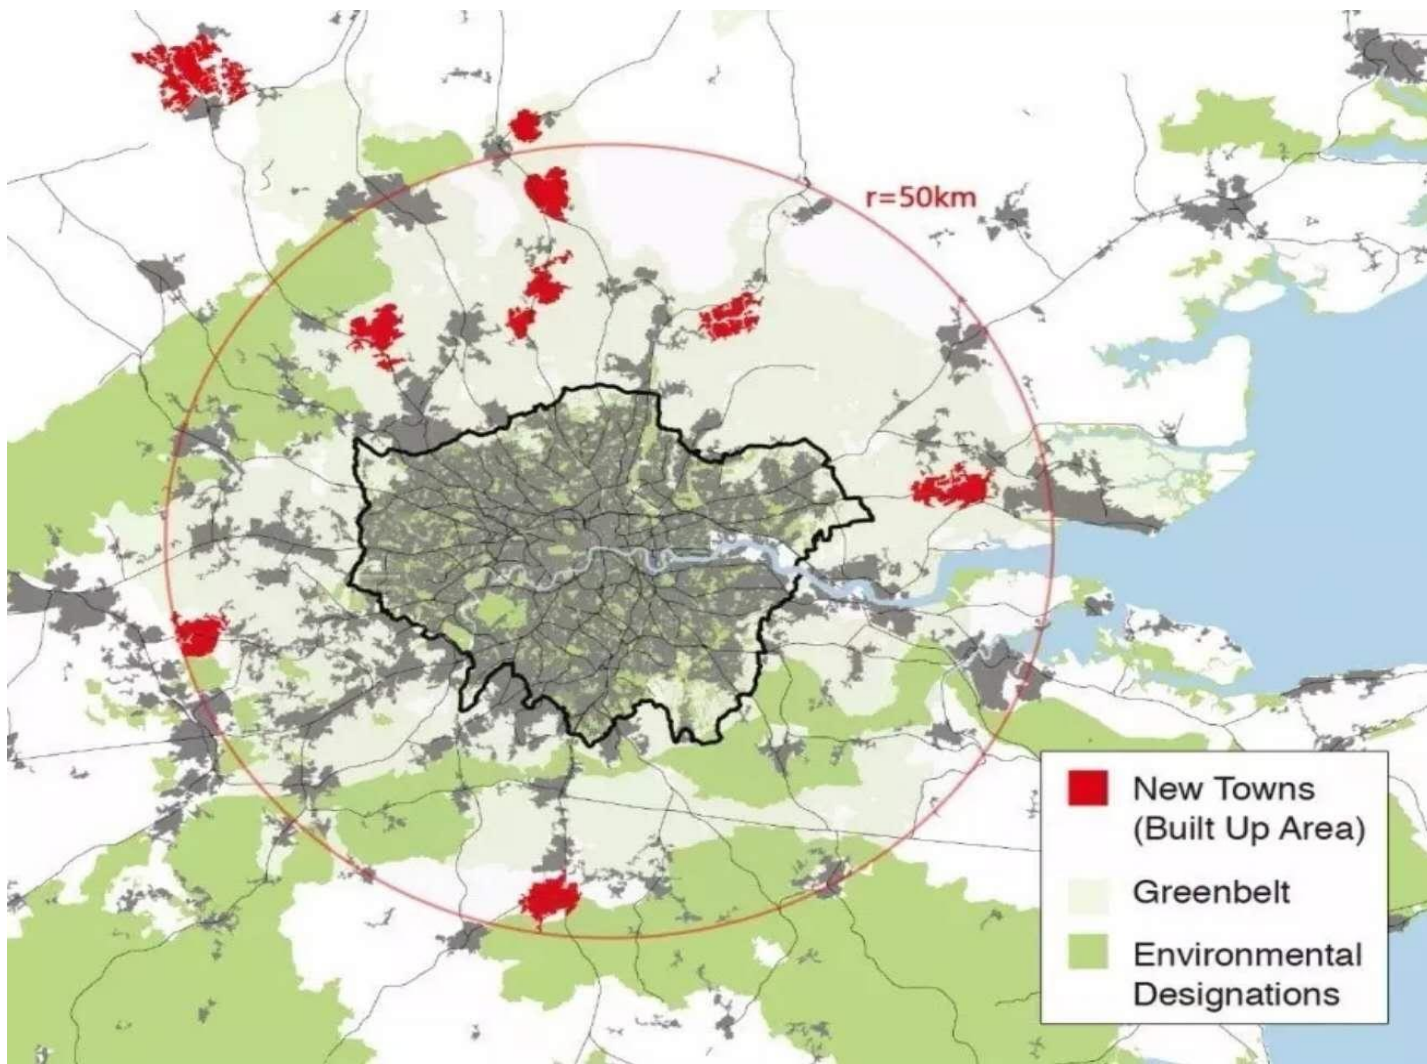 r=50km
New Towns
(Built Up Area)
Greenbelt
Environmental
Designations